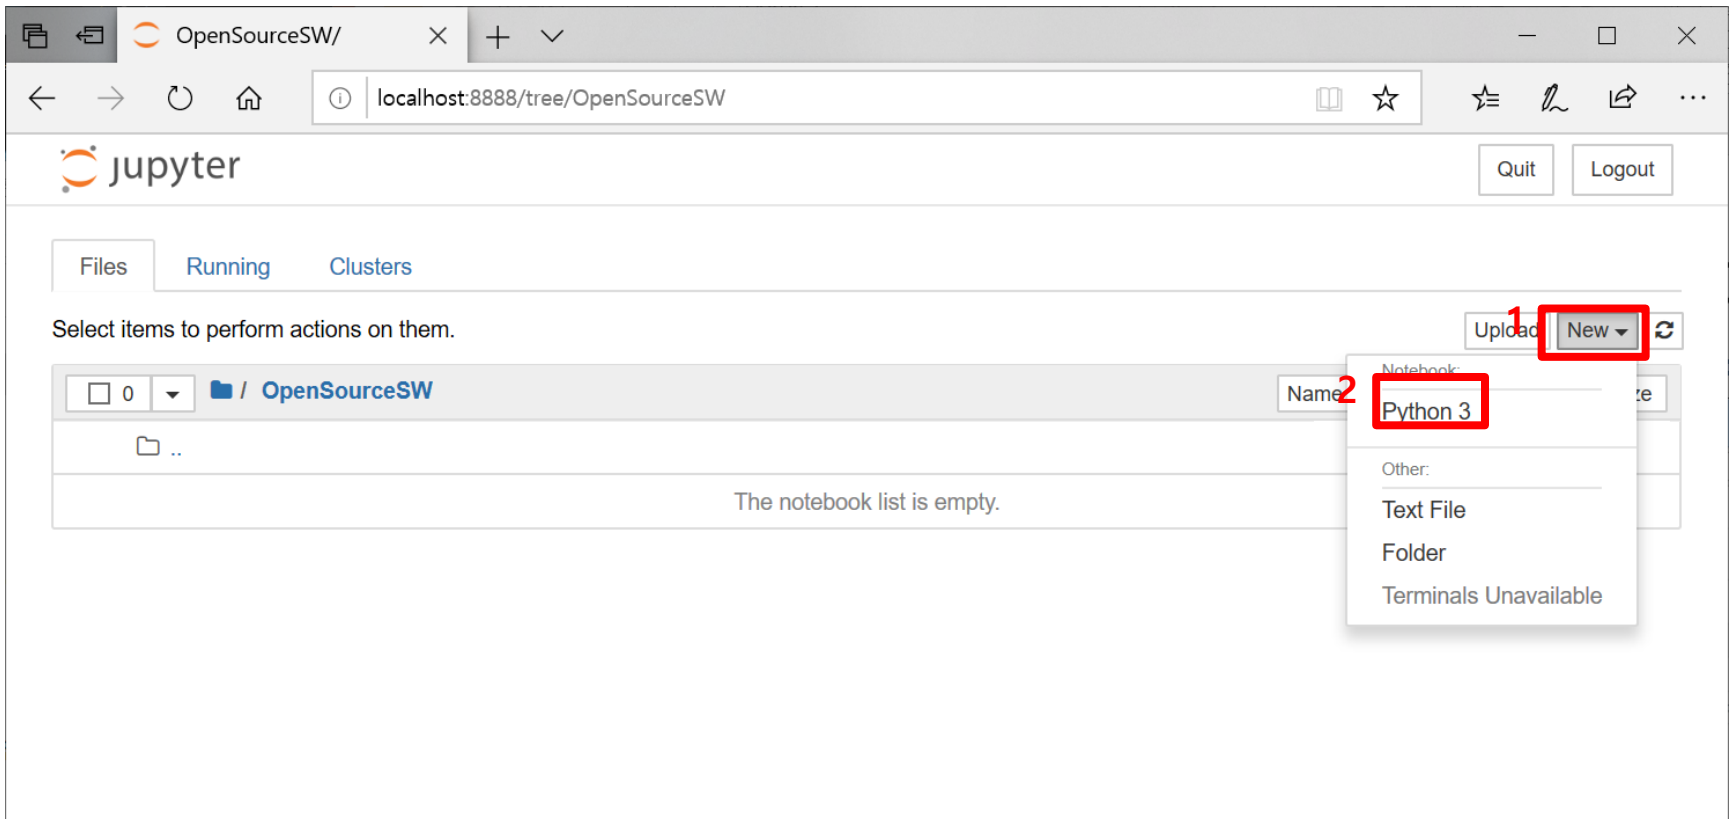 OpenSourceSW/
localhost:8888/tree/OpenSourceSW
jupyter
Quit
Logout
Files
Running
Clusters
Select items to perform actions on them.
1
Upload
New
0
/ OpenSourceSW
Name
2
Notebook:
Python 3
..
The notebook list is empty.
Other:
Text File
Folder
Terminals Unavailable